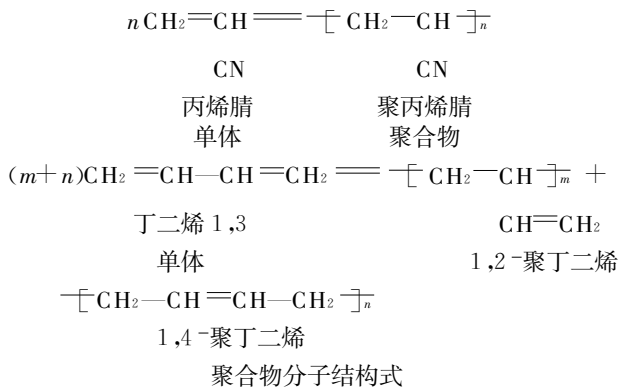 nCH₂═CH══─[CH₂─CH─]ₙ
CN CN
丙烯腈 聚丙烯腈
单体 聚合物
(m+n)CH₂═CH—CH═CH₂══─[CH₂─CH─]ₘ +
丁二烯 1,3 CH═CH₂
单体 1,2-聚丁二烯
─[CH₂—CH═CH—CH₂─]ₙ
1,4-聚丁二烯
聚合物分子结构式